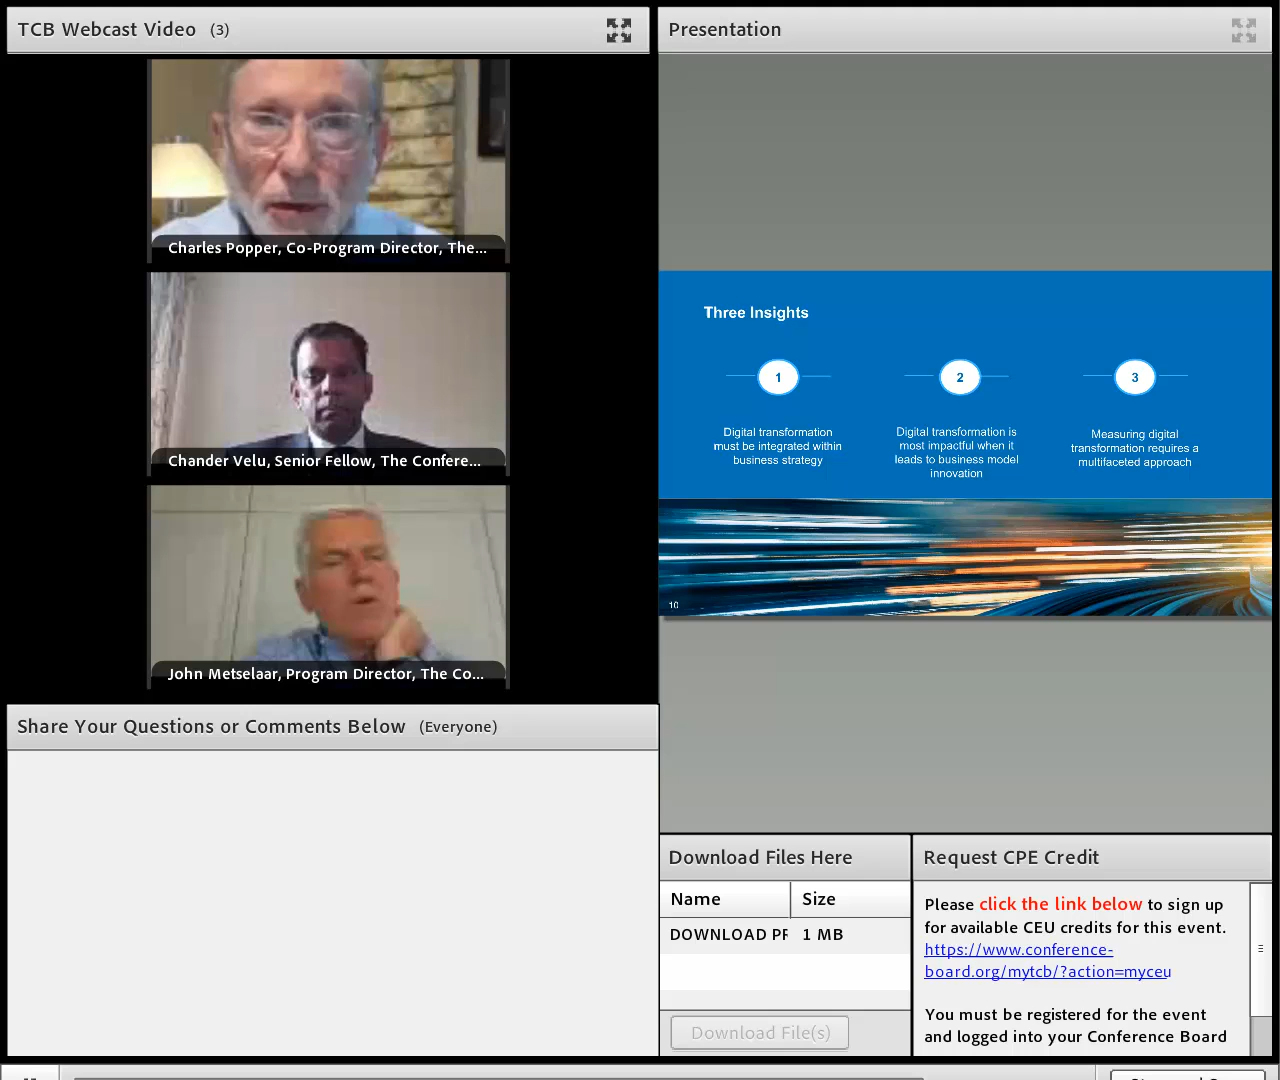 TCB Webcast Video (3)
Charles Popper, Co-Program Director, The...
Chander Velu, Senior Fellow, The Confere...
John Metselaar, Program Director, The Co...
Share Your Questions or Comments Below (Everyone)
Presentation
Three Insights
1
Digital transformation
must be integrated within
business strategy
2
Digital transformation is
most impactful when it
leads to business model
innovation
3
Measuring digital
transformation requires a
multifaceted approach
10
Download Files Here
Name Size
DOWNLOAD PR 1 MB
Download File(s)
Request CPE Credit
Please click the link below to sign up
for available CEU credits for this event.
https://www.conference-
board.org/mytcb/?action=myceu
You must be registered for the event
and logged into your Conference Board